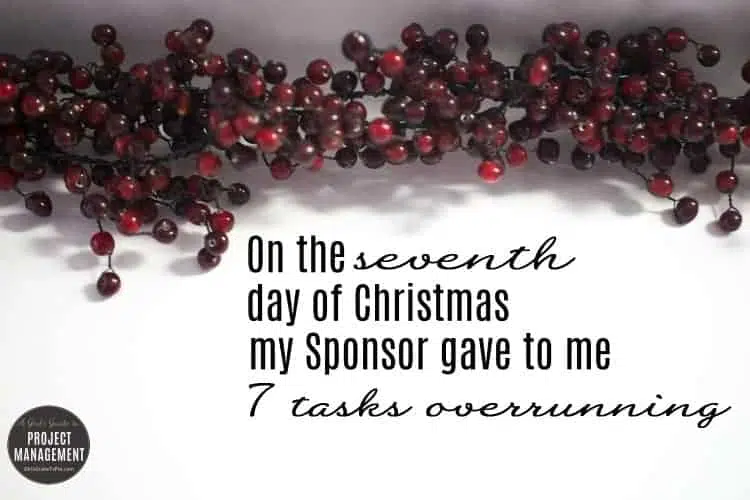 On the seventh
day of Christmas
my Sponsor gave to me
7 tasks overrunning
A Girl's Guide to
PROJECT
MANAGEMENT